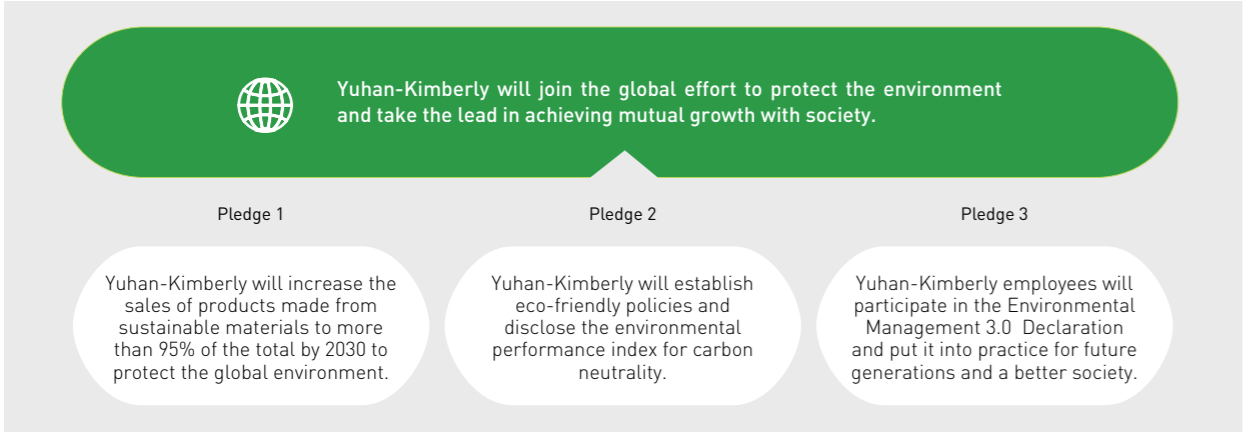 Yuhan-Kimberly will join the global effort to protect the environment
and take the lead in achieving mutual growth with society.
Pledge 1
Yuhan-Kimberly will increase the
sales of products made from
sustainable materials to more
than 95% of the total by 2030 to
protect the global environment.
Pledge 2
Yuhan-Kimberly will establish
eco-friendly policies and
disclose the environmental
performance index for carbon
neutrality.
Pledge 3
Yuhan-Kimberly employees will
participate in the Environmental
Management 3.0 Declaration
and put it into practice for future
generations and a better society.